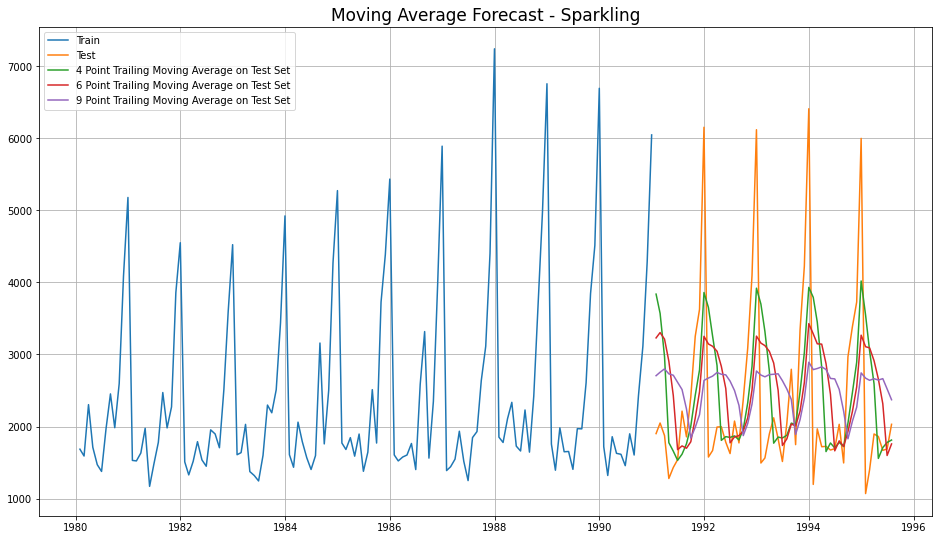 Moving Average Forecast - Sparkling
Train
Test
4 Point Trailing Moving Average on Test Set
6 Point Trailing Moving Average on Test Set
9 Point Trailing Moving Average on Test Set
7000
6000
5000
4000
3000
2000
1000
1980 1982 1984 1986 1988 1990 1992 1994 1996